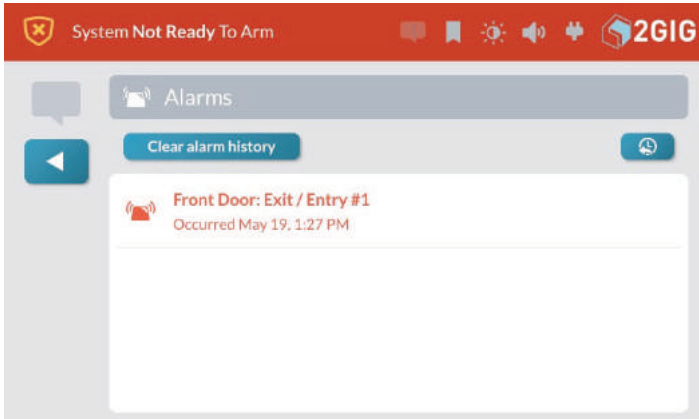 System Not Ready To Arm
2GIG
Alarms
Clear alarm history
Front Door: Exit / Entry #1
Occurred May 19, 1:27 PM